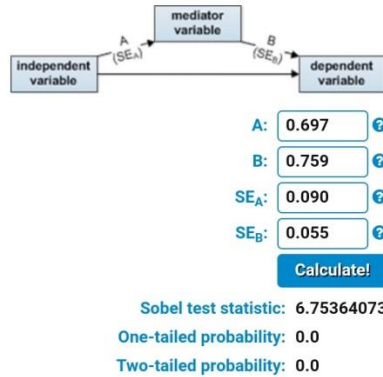 mediator
variable
A
(SEA)
B
(SEB)
independent
variable
dependent
variable
A: 0.697 ?
B: 0.759 ?
SEA: 0.090 ?
SEB: 0.055 ?
Calculate!
Sobel test statistic: 6.75364073
One-tailed probability: 0.0
Two-tailed probability: 0.0